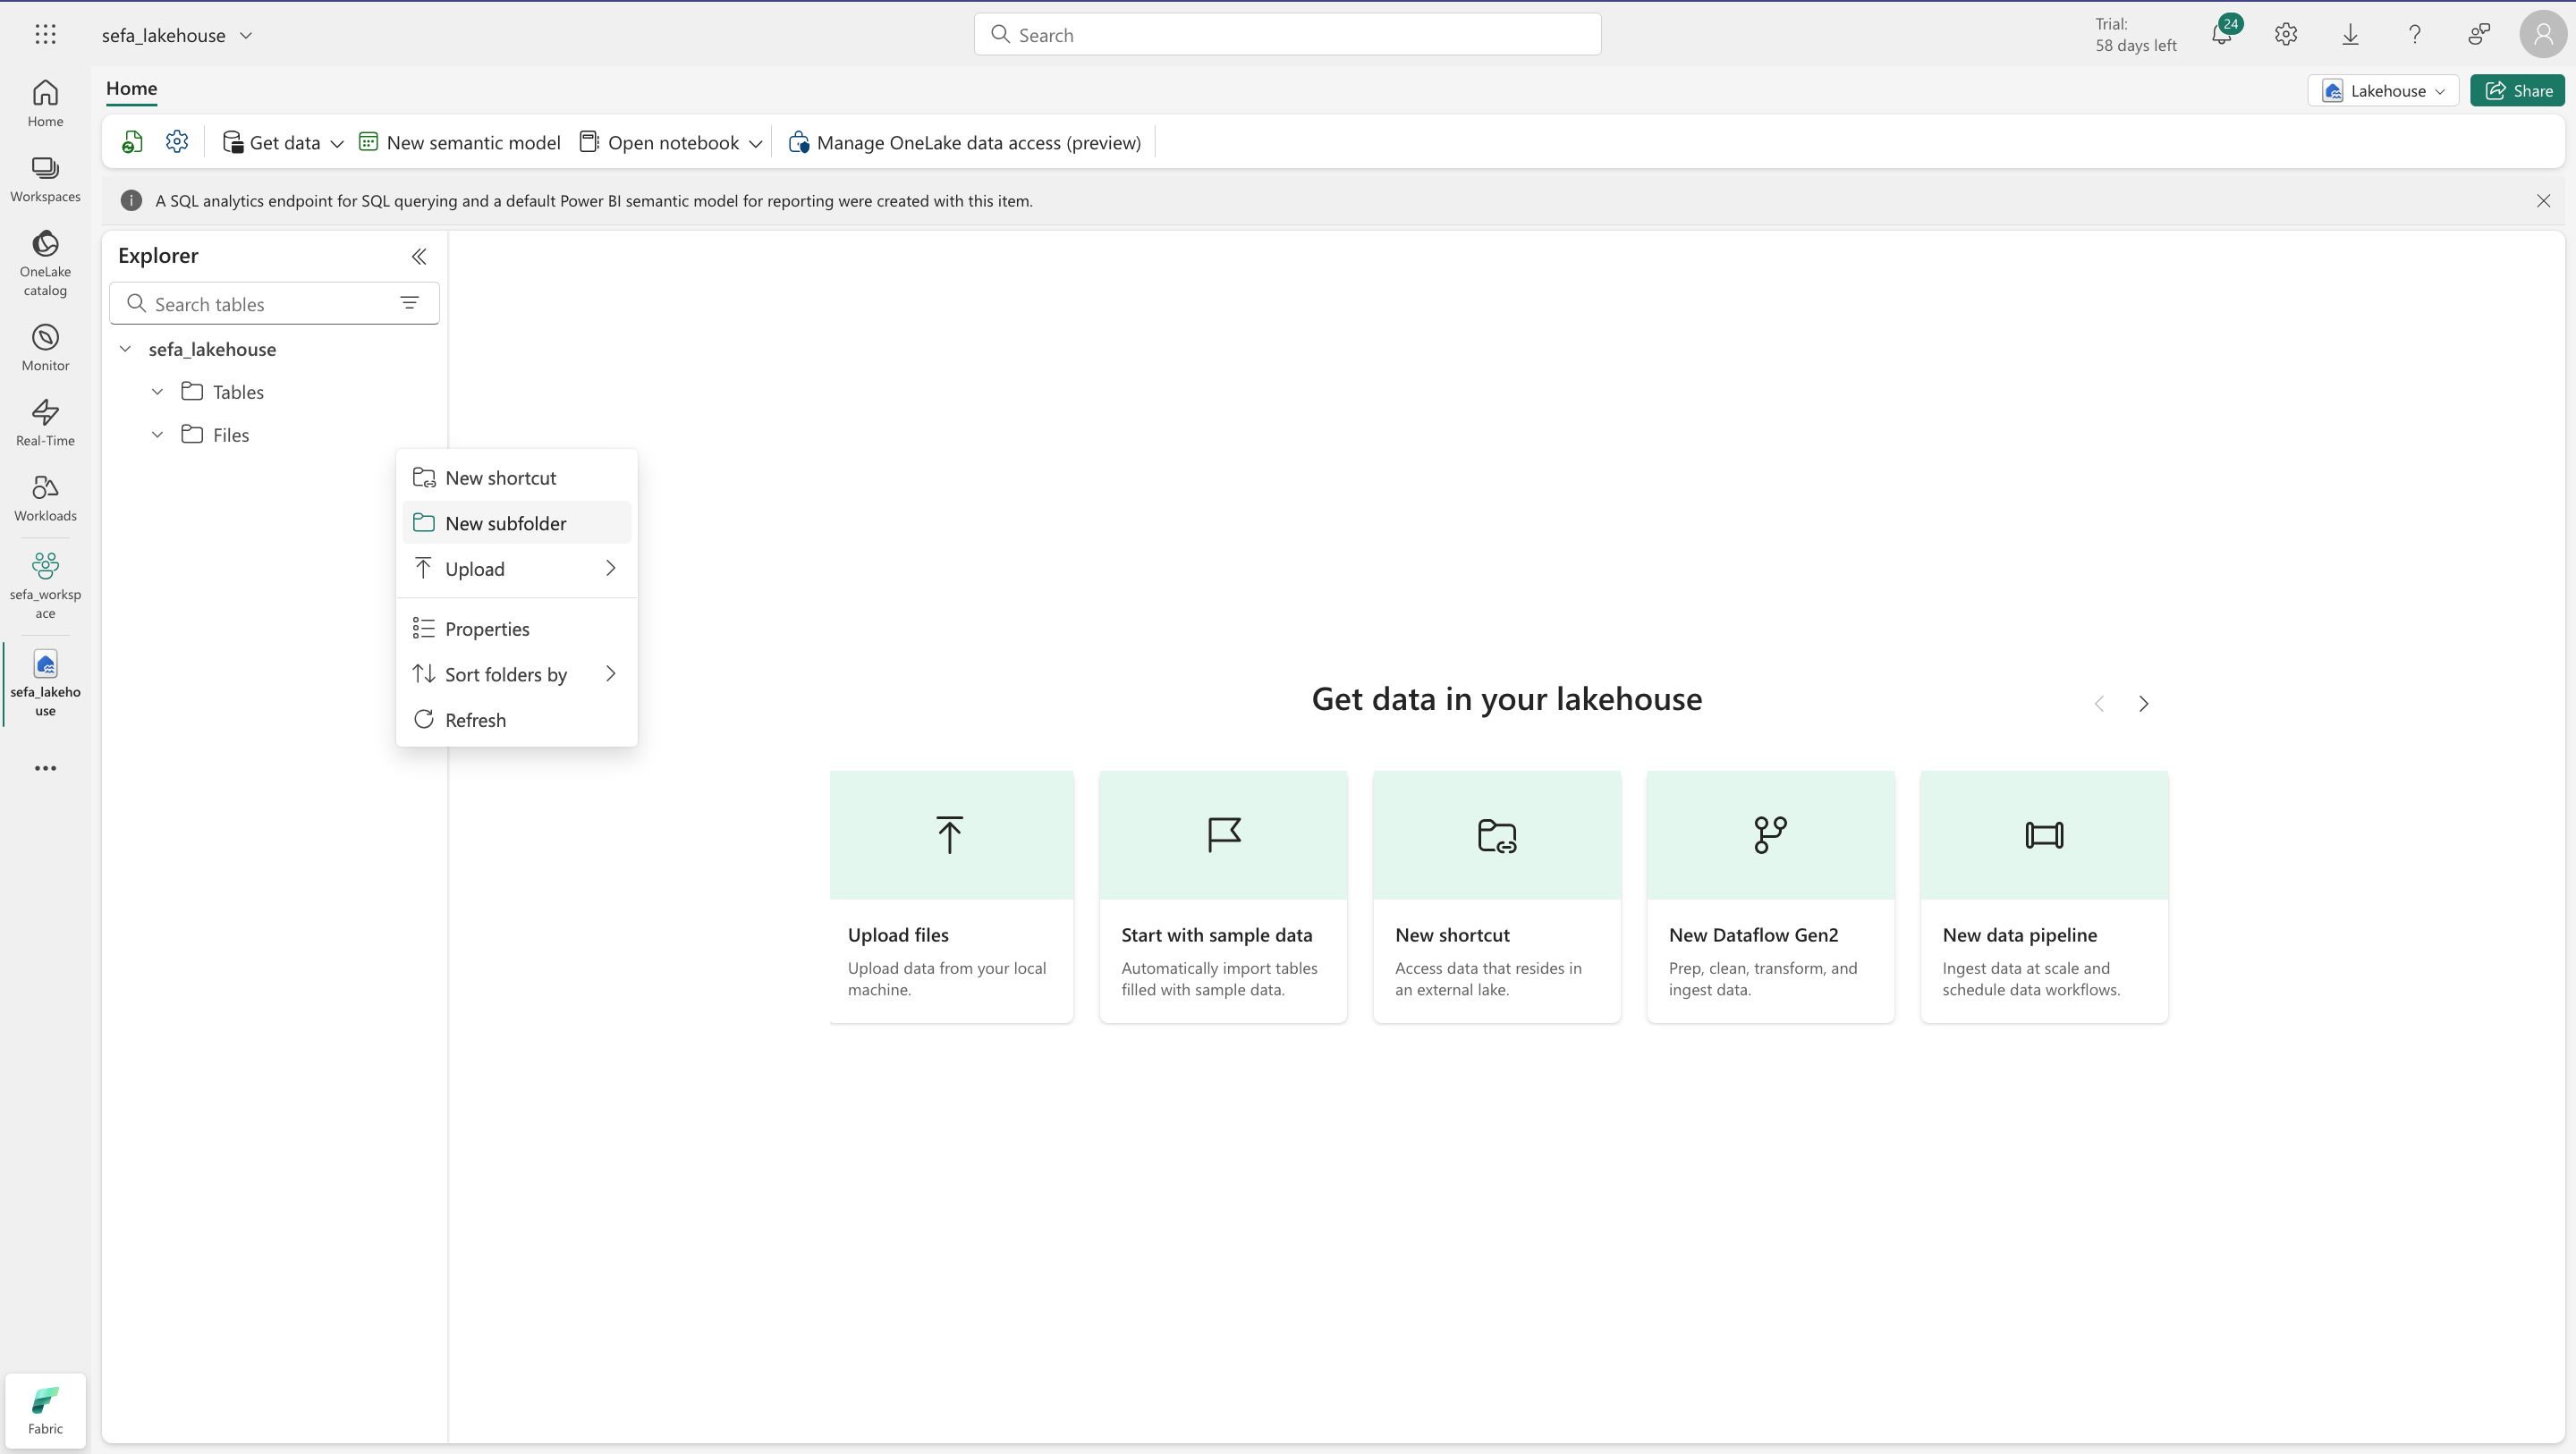 sefa_lakehouse
Search
Trial:
58 days left
24
Home
Lakehouse
Share
Get data
New semantic model
Open notebook
Manage OneLake data access (preview)
A SQL analytics endpoint for SQL querying and a default Power BI semantic model for reporting were created with this item.
Home
Workspaces
OneLake
catalog
Monitor
Real-Time
Workloads
sefa_worksp
ace
sefa_lakeho
use
Fabric
Explorer
Search tables
sefa_lakehouse
Tables
Files
New shortcut
New subfolder
Upload
Properties
Sort folders by
Refresh
Get data in your lakehouse
Upload files
Upload data from your local
machine.
Start with sample data
Automatically import tables
filled with sample data.
New shortcut
Access data that resides in
an external lake.
New Dataflow Gen2
Prep, clean, transform, and
ingest data.
New data pipeline
Ingest data at scale and
schedule data workflows.